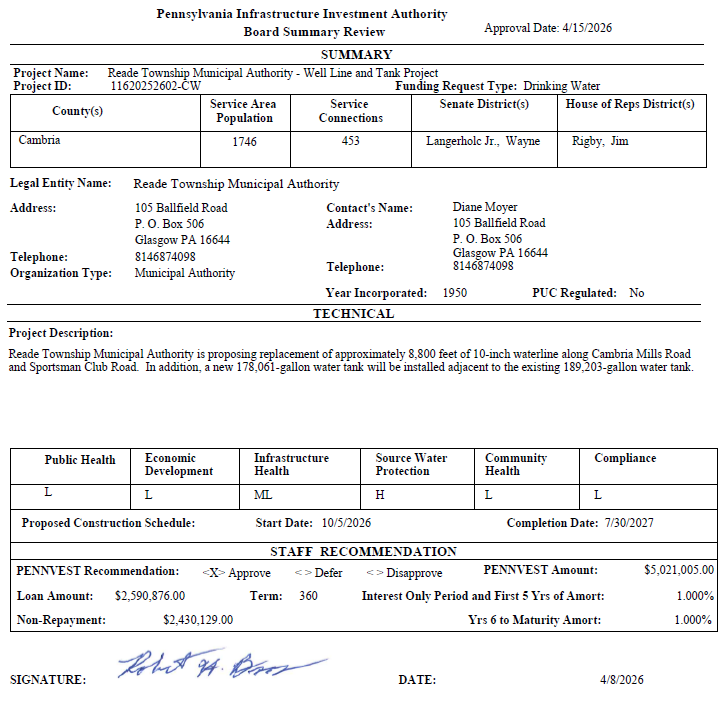 Pennsylvania Infrastructure Investment Authority
Board Summary Review
Approval Date: 4/15/2026
SUMMARY
Project Name: Reade Township Municipal Authority - Well Line and Tank Project
Project ID: 11620252602-CW Funding Request Type: Drinking Water
County(s) Service Area Population Service Connections Senate District(s) House of Reps District(s)
Cambria 1746 453 Langerholc Jr., Wayne Rigby, Jim
Legal Entity Name: Reade Township Municipal Authority
Address: 105 Ballfield Road Contact's Name: Diane Moyer
P. O. Box 506 Address: 105 Ballfield Road
Glasgow PA 16644 P. O. Box 506
Telephone: 8146874098 Glasgow PA 16644
Organization Type: Municipal Authority Telephone: 8146874098
Year Incorporated: 1950 PUC Regulated: No
TECHNICAL
Project Description:
Reade Township Municipal Authority is proposing replacement of approximately 8,800 feet of 10-inch waterline along Cambria Mills Road
and Sportsman Club Road. In addition, a new 178,061-gallon water tank will be installed adjacent to the existing 189,203-gallon water tank.
Public Health Economic Development Infrastructure Health Source Water Protection Community Health Compliance
L L ML H L L
Proposed Construction Schedule: Start Date: 10/5/2026 Completion Date: 7/30/2027
STAFF RECOMMENDATION
PENNVEST Recommendation: <X> Approve < > Defer < > Disapprove PENNVEST Amount: $5,021,005.00
Loan Amount: $2,590,876.00 Term: 360 Interest Only Period and First 5 Yrs of Amort: 1.000%
Non-Repayment: $2,430,129.00 Yrs 6 to Maturity Amort: 1.000%
SIGNATURE: DATE: 4/8/2026